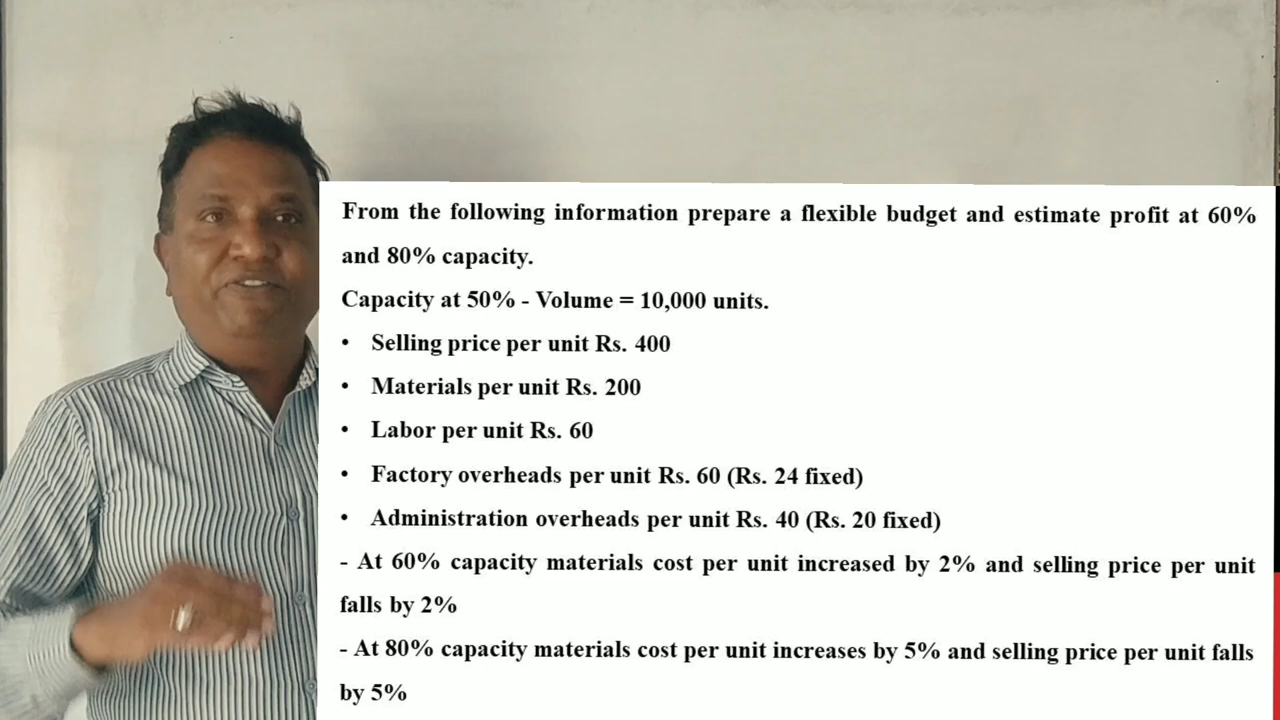 From the following information prepare a flexible budget and estimate profit at 60%
and 80% capacity.
Capacity at 50% - Volume = 10,000 units.
• Selling price per unit Rs. 400
• Materials per unit Rs. 200
• Labor per unit Rs. 60
• Factory overheads per unit Rs. 60 (Rs. 24 fixed)
• Administration overheads per unit Rs. 40 (Rs. 20 fixed)
- At 60% capacity materials cost per unit increased by 2% and selling price per unit
falls by 2%
- At 80% capacity materials cost per unit increases by 5% and selling price per unit falls
by 5%